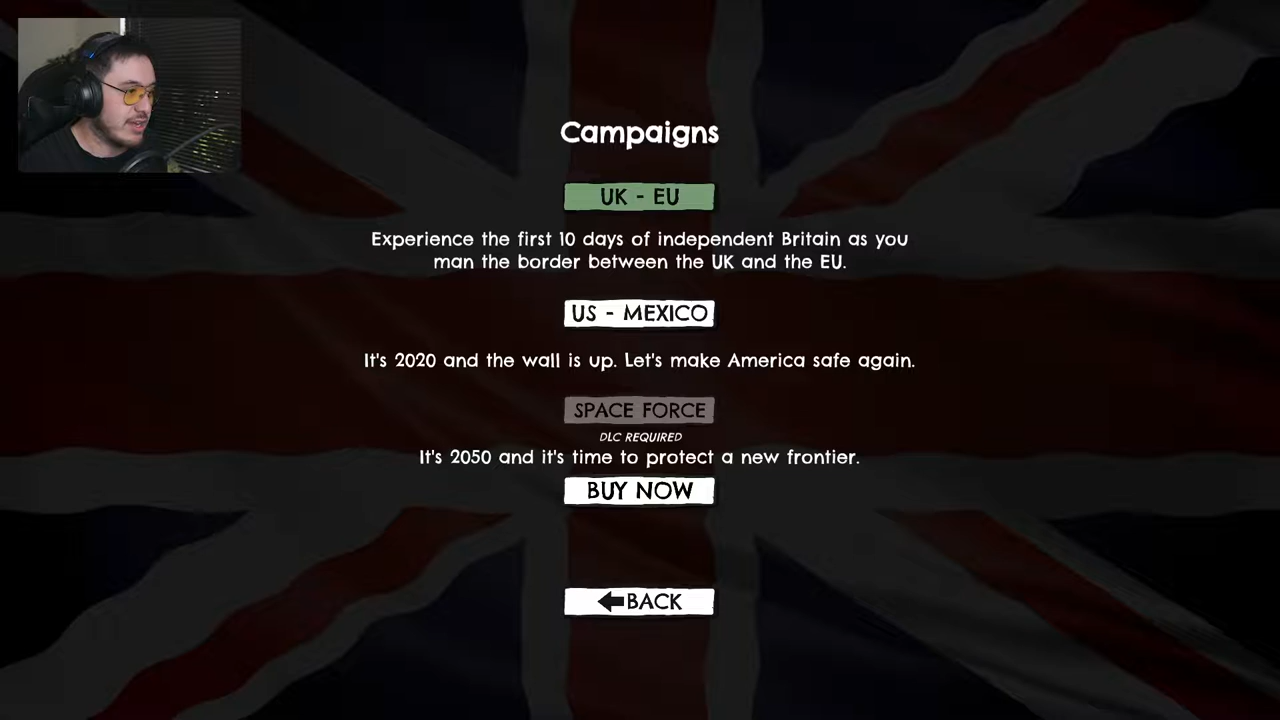 Campaigns
UK - EU
Experience the first 10 days of independent Britain as you
man the border between the UK and the EU.
US - MEXICO
It's 2020 and the wall is up. Let's make America safe again.
SPACE FORCE
DLC REQUIRED
It's 2050 and it's time to protect a new frontier.
BUY NOW
BACK